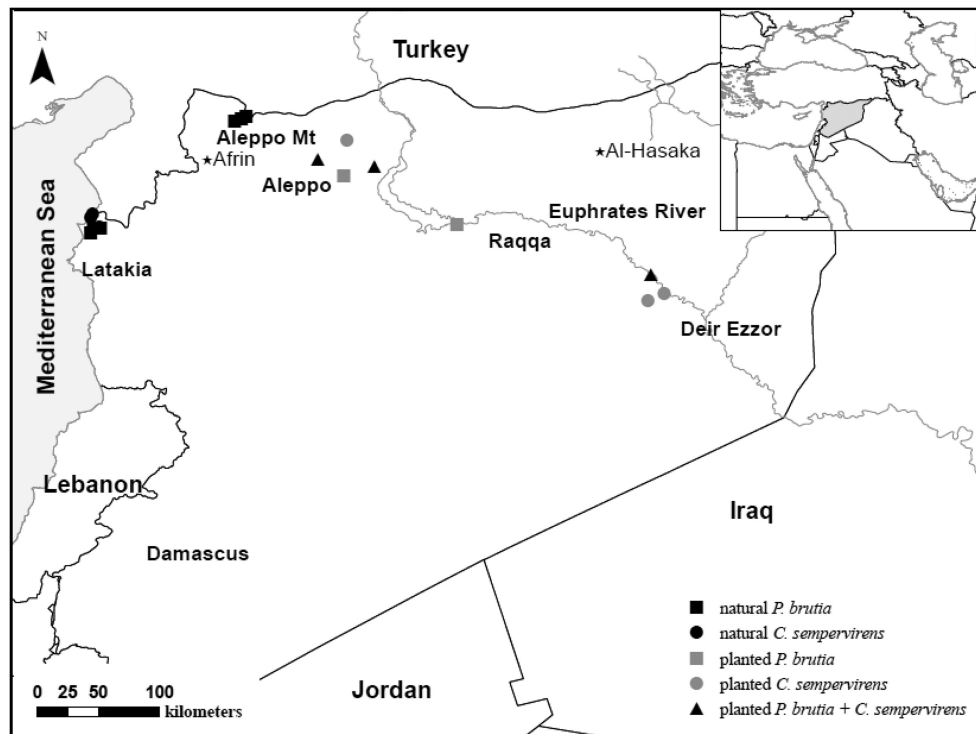 N
Turkey
Aleppo Mt
Afrin
Al-Hasaka
Aleppo
Mediterranean Sea
Euphrates River
Raqqa
Latakia
Deir Ezzor
Lebanon
Iraq
Damascus
natural P. brutia
natural C. sempervirens
planted P. brutia
planted C. sempervirens
planted P. brutia + C. sempervirens
Jordan
0 25 50 100
kilometers